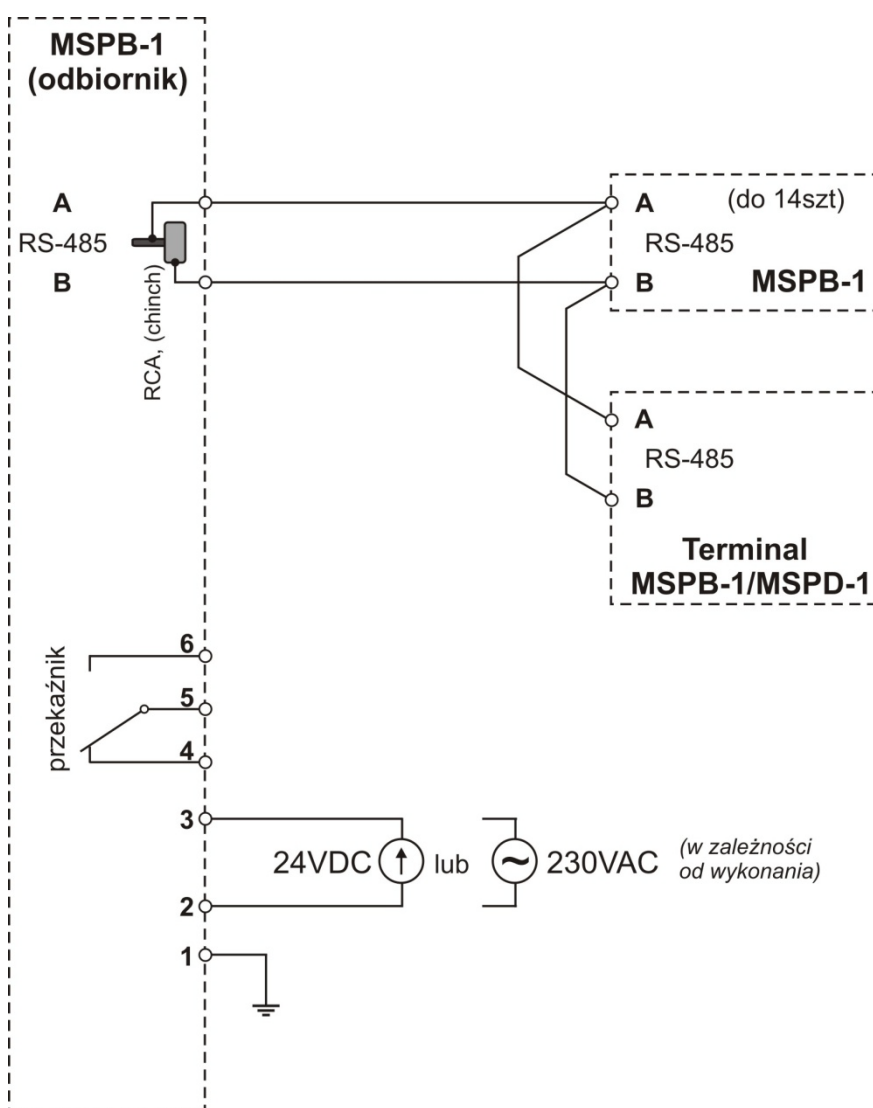 MSPB-1
(odbiornik)
A
RS-485
B
RCA, (chinch)
A (do 14szt)
RS-485
B MSPB-1
A
RS-485
B
Terminal
MSPB-1/MSPD-1
przekaźnik
6
5
4
3
24VDC lub ~ 230VAC (w zależności
od wykonania)
2
1